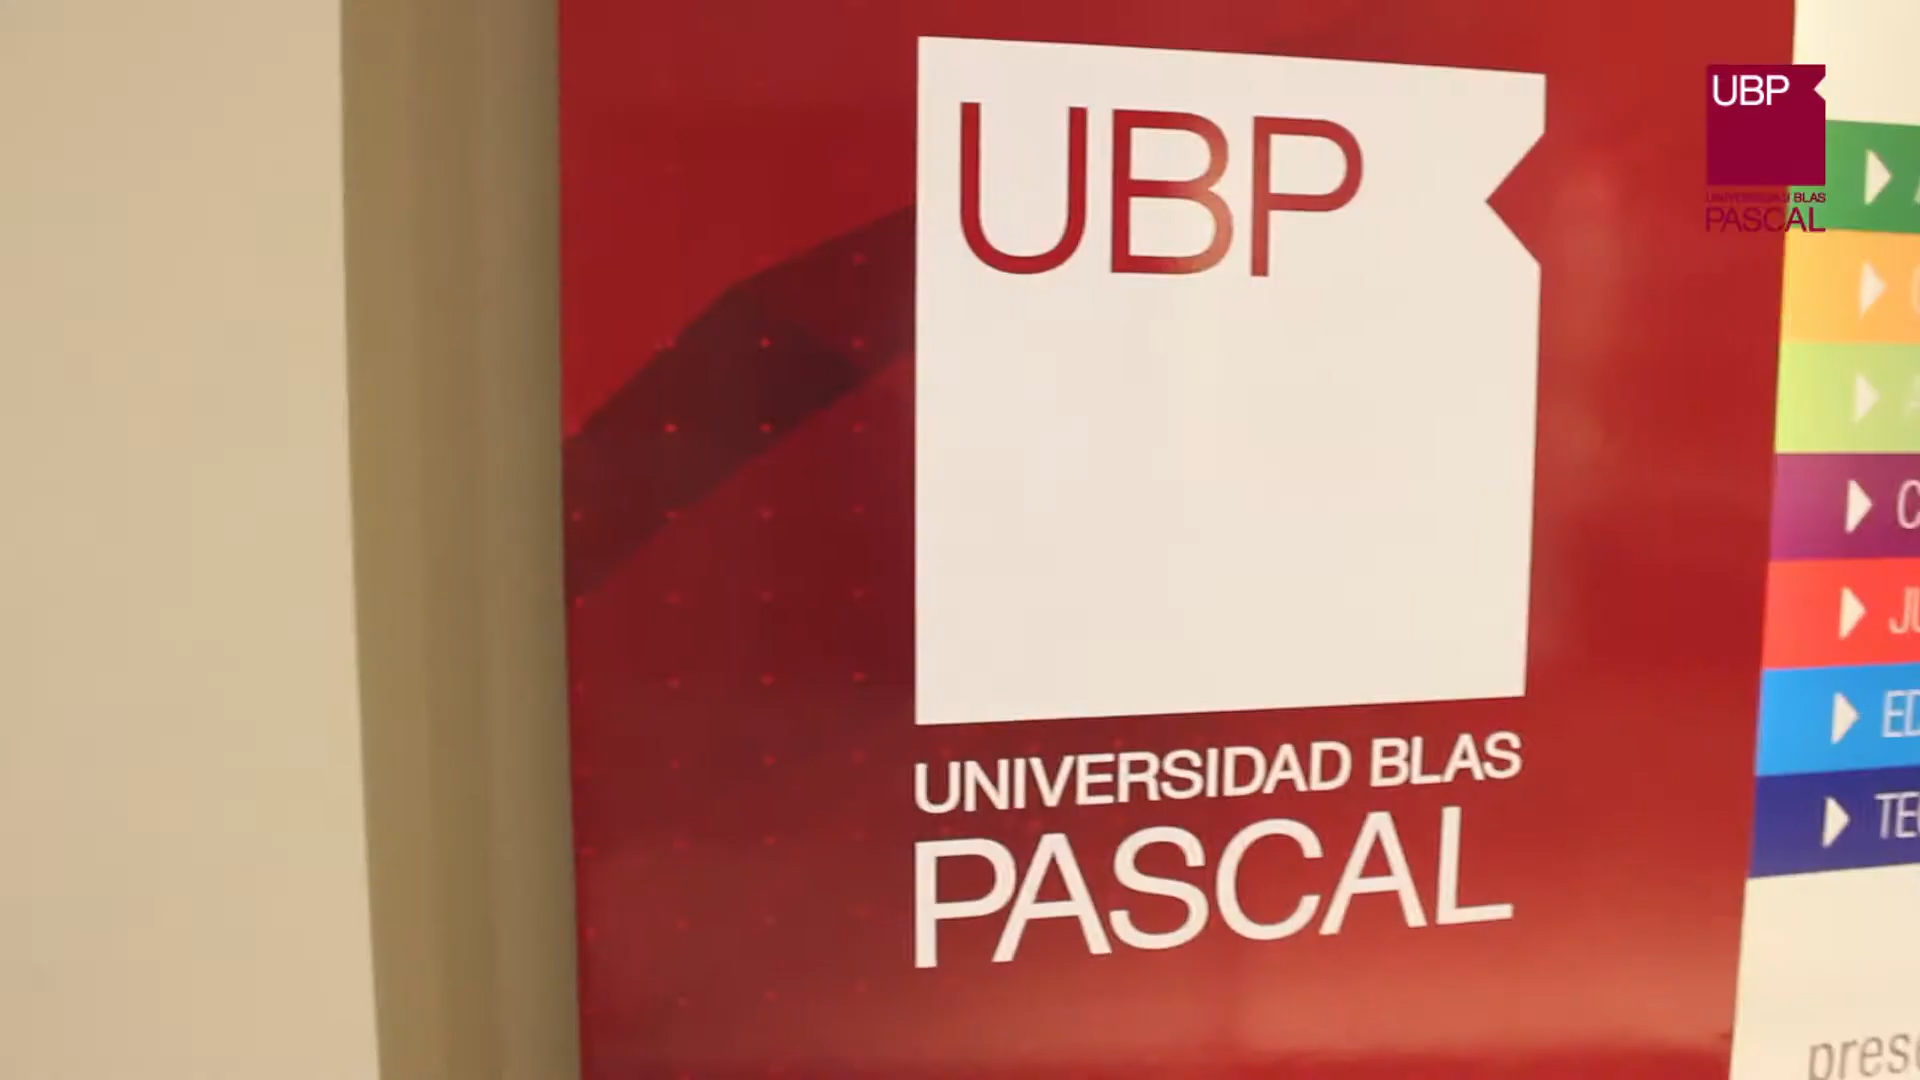 UBP
UNIVERSIDAD BLAS
PASCAL
UBP
UNIVERSIDAD BLAS
PASCAL